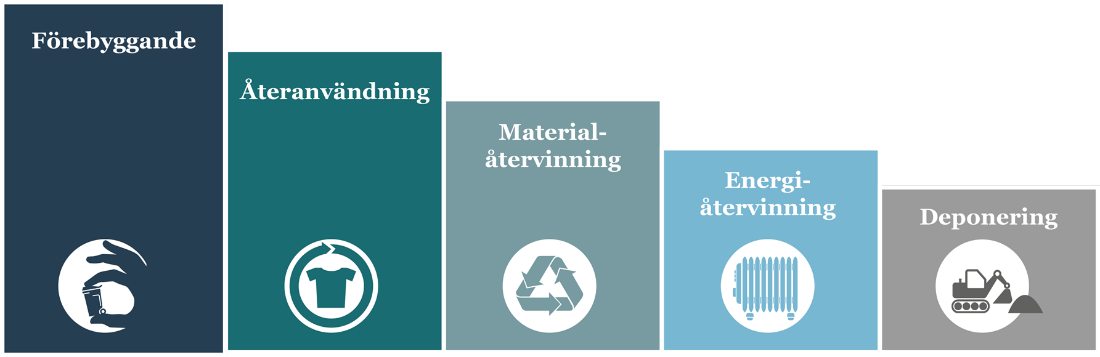 Förebyggande
Återanvändning
Material-
återvinning
Energi-
återvinning
Deponering